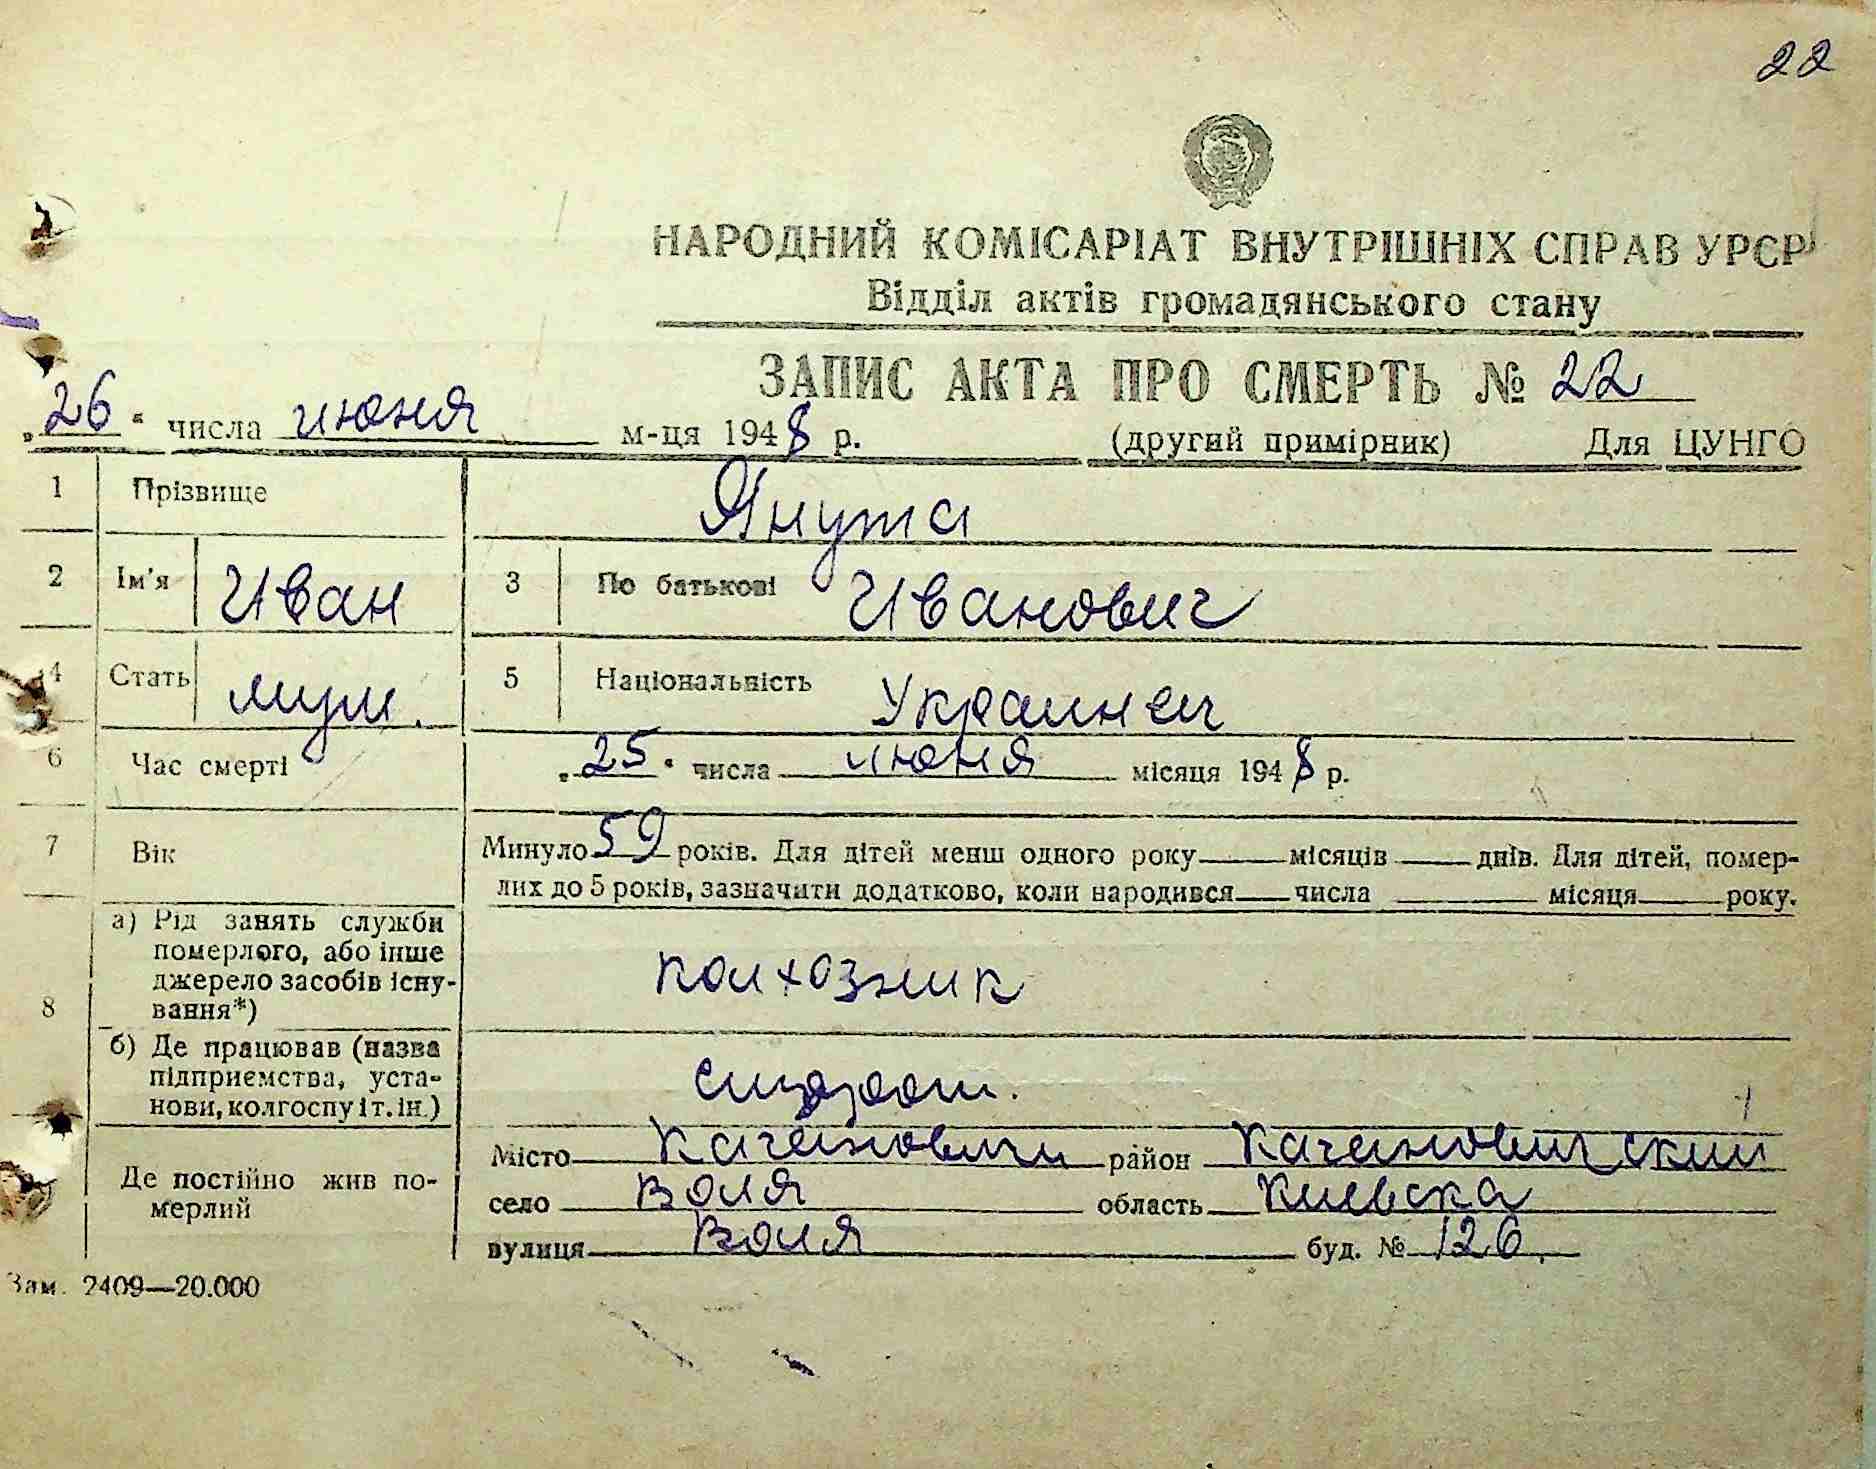 22
НАРОДНИЙ КОМІСАРІАТ ВНУТРІШНІХ СПРАВ УРСР
Відділ актів громадянського стану
ЗАПИС АКТА ПРО СМЕРТЬ № 22
„26“ числа июня м-ця 1948 р. (другий примірник) Для ЦУНГО
1 Прізвище Янута
2 Ім'я Иван 3 По батькові Иванович
4 Стать муж. 5 Національність Украинец
6 Час смерті „25“ числа июня місяця 1948 р.
7 Вік Минуло 59 років. Для дітей менш одного року — місяців — днів. Для дітей, помер-
лих до 5 років, зазначити додатково, коли народився — числа — місяця — року.
а) Рід занять служби
померлого, або інше
джерело засобів існу-
вання*) колхозник
8
б) Де працював (назва
підприємства, уста-
нови, колгоспу і т. ін.)
Де постійно жив по-
мерлий
Місто Кагановичи район Кагановичский
село Воля область Киевска
вулиця Воля буд. № 126.
Зам. 2409—20.000